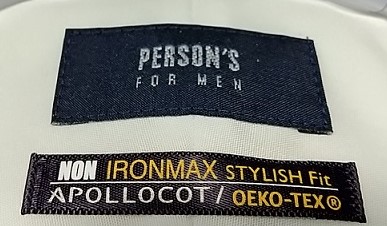 PERSON'S
FOR MEN
NON IRONMAX STYLISH Fit
APOLLOCOT / OEKO-TEX®